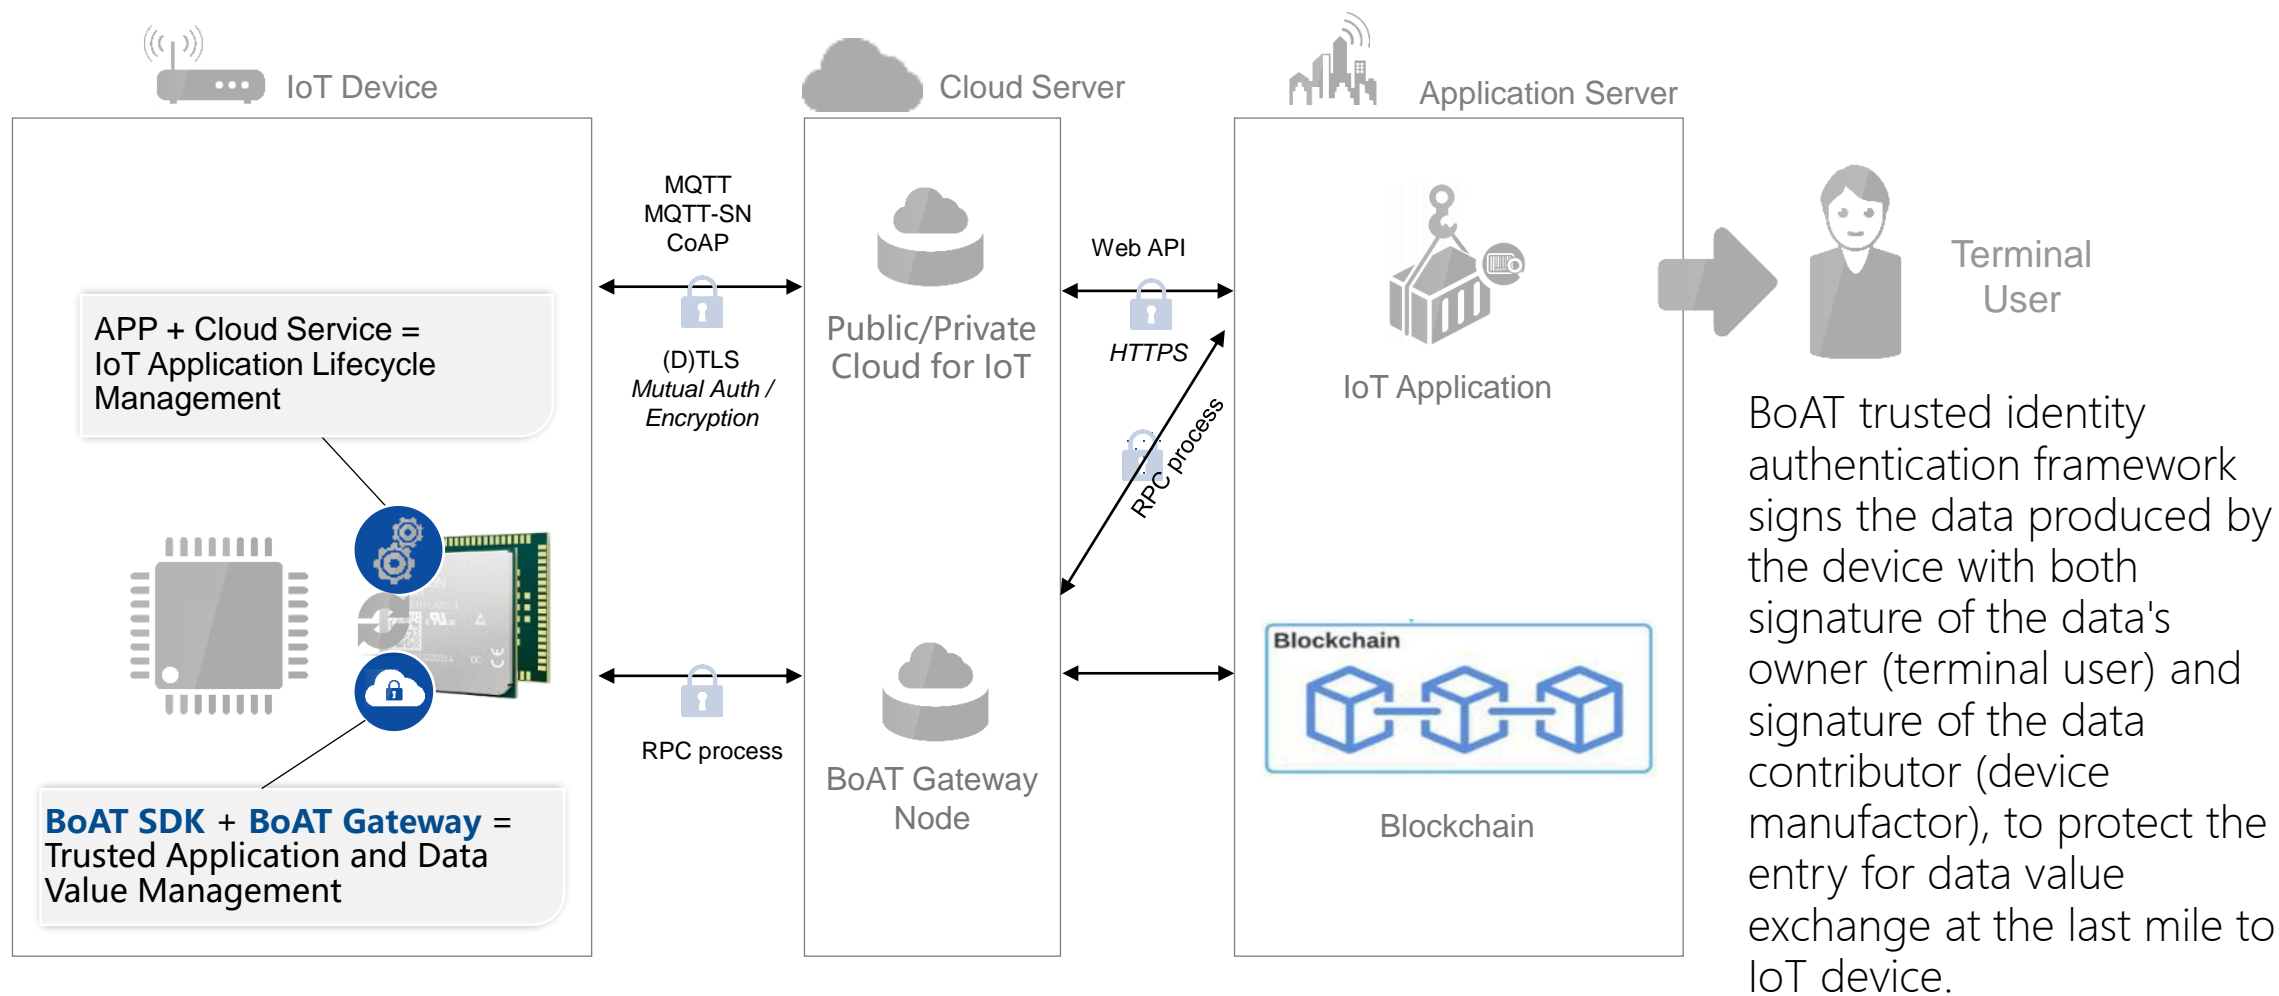 IoT Device
Cloud Server
Application Server
MQTT
MQTT-SN
CoAP
(D)TLS
Mutual Auth /
Encryption
Web API
HTTPS
RPC process
RPC process
APP + Cloud Service =
IoT Application Lifecycle
Management
BoAT SDK + BoAT Gateway =
Trusted Application and Data
Value Management
Public/Private
Cloud for IoT
BoAT Gateway
Node
IoT Application
Blockchain
Blockchain
Terminal
User
BoAT trusted identity
authentication framework
signs the data produced by
the device with both
signature of the data's
owner (terminal user) and
signature of the data
contributor (device
manufactor), to protect the
entry for data value
exchange at the last mile to
IoT device.